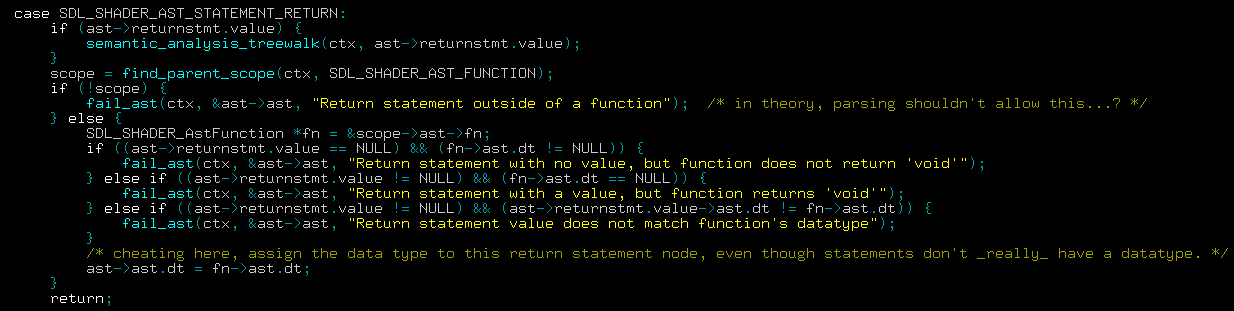 case SDL_SHADER_AST_STATEMENT_RETURN:
    if (ast->returnstmt.value) {
        semantic_analysis_treewalk(ctx, ast->returnstmt.value);
    }
    scope = find_parent_scope(ctx, SDL_SHADER_AST_FUNCTION);
    if (!scope) {
        fail_ast(ctx, &ast->ast, "Return statement outside of a function");  /* in theory, parsing shouldn't allow this...? */
    } else {
        SDL_SHADER_AstFunction *fn = &scope->ast->fn;
        if ((ast->returnstmt.value == NULL) && (fn->ast.dt != NULL)) {
            fail_ast(ctx, &ast->ast, "Return statement with no value, but function does not return 'void'");
        } else if ((ast->returnstmt.value != NULL) && (fn->ast.dt == NULL)) {
            fail_ast(ctx, &ast->ast, "Return statement with a value, but function returns 'void'");
        } else if ((ast->returnstmt.value != NULL) && (ast->returnstmt.value->ast.dt != fn->ast.dt)) {
            fail_ast(ctx, &ast->ast, "Return statement value does not match function's datatype");
        }
        /* cheating here, assign the data type to this return statement node, even though statements don't _really_ have a datatype. */
        ast->ast.dt = fn->ast.dt;
    }
    return;